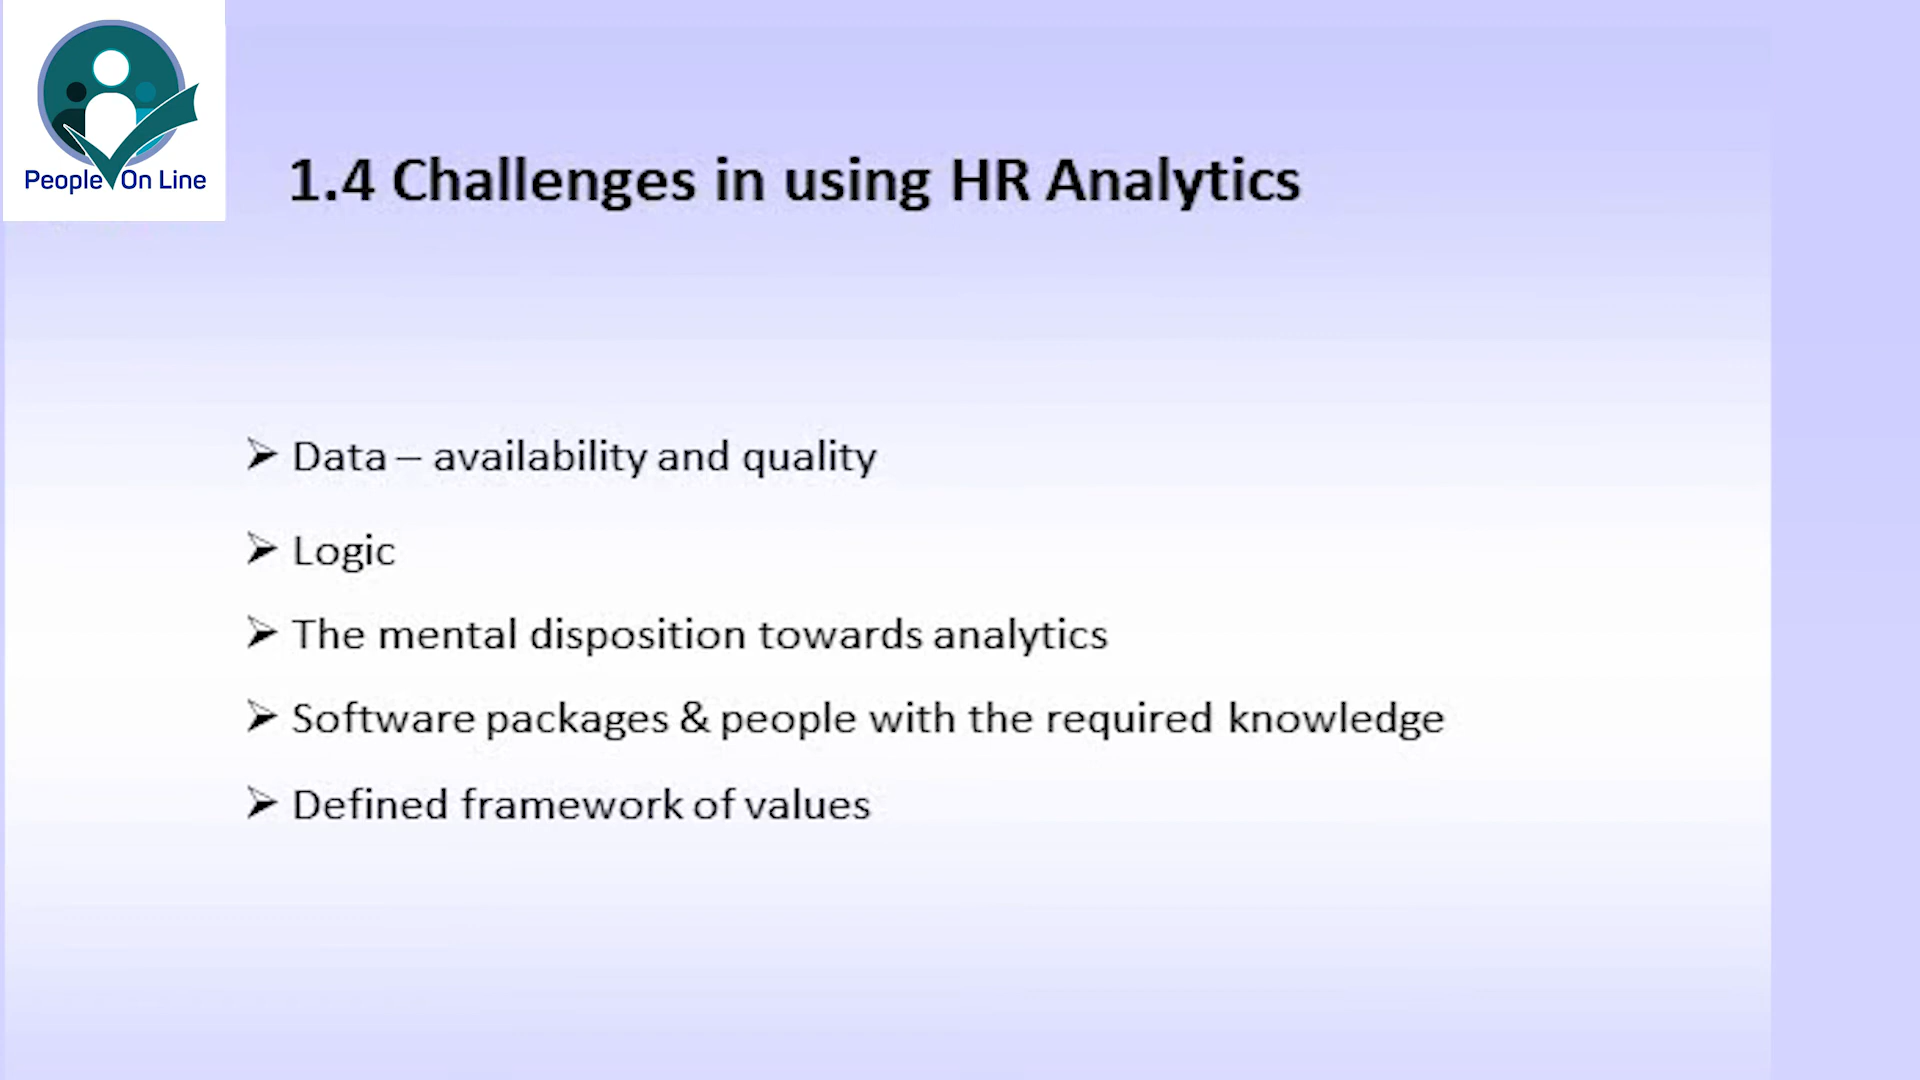 People On Line
1.4 Challenges in using HR Analytics
Data – availability and quality
Logic
The mental disposition towards analytics
Software packages & people with the required knowledge
Defined framework of values